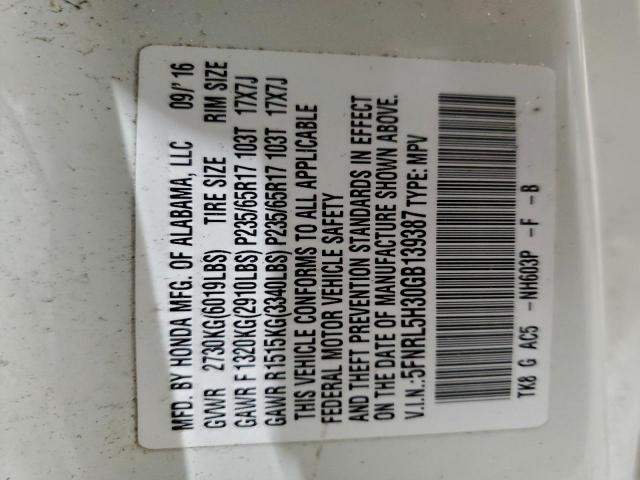 MFD. BY HONDA MFG. OF ALABAMA, LLC 09/'16
GVWR 2730KG(6019LBS) TIRE SIZE RIM SIZE
GAWR F 1320KG(2910LBS) P235/65R17 103T 17X7J
GAWR R 1515KG(3340LBS) P235/65R17 103T 17X7J
THIS VEHICLE CONFORMS TO ALL APPLICABLE
FEDERAL MOTOR VEHICLE SAFETY
AND THEFT PREVENTION STANDARDS IN EFFECT
ON THE DATE OF MANUFACTURE SHOWN ABOVE.
V.I.N.:5FNRL5H30GB139387 TYPE: MPV
TK8 G AC5 -NH603P -F -B